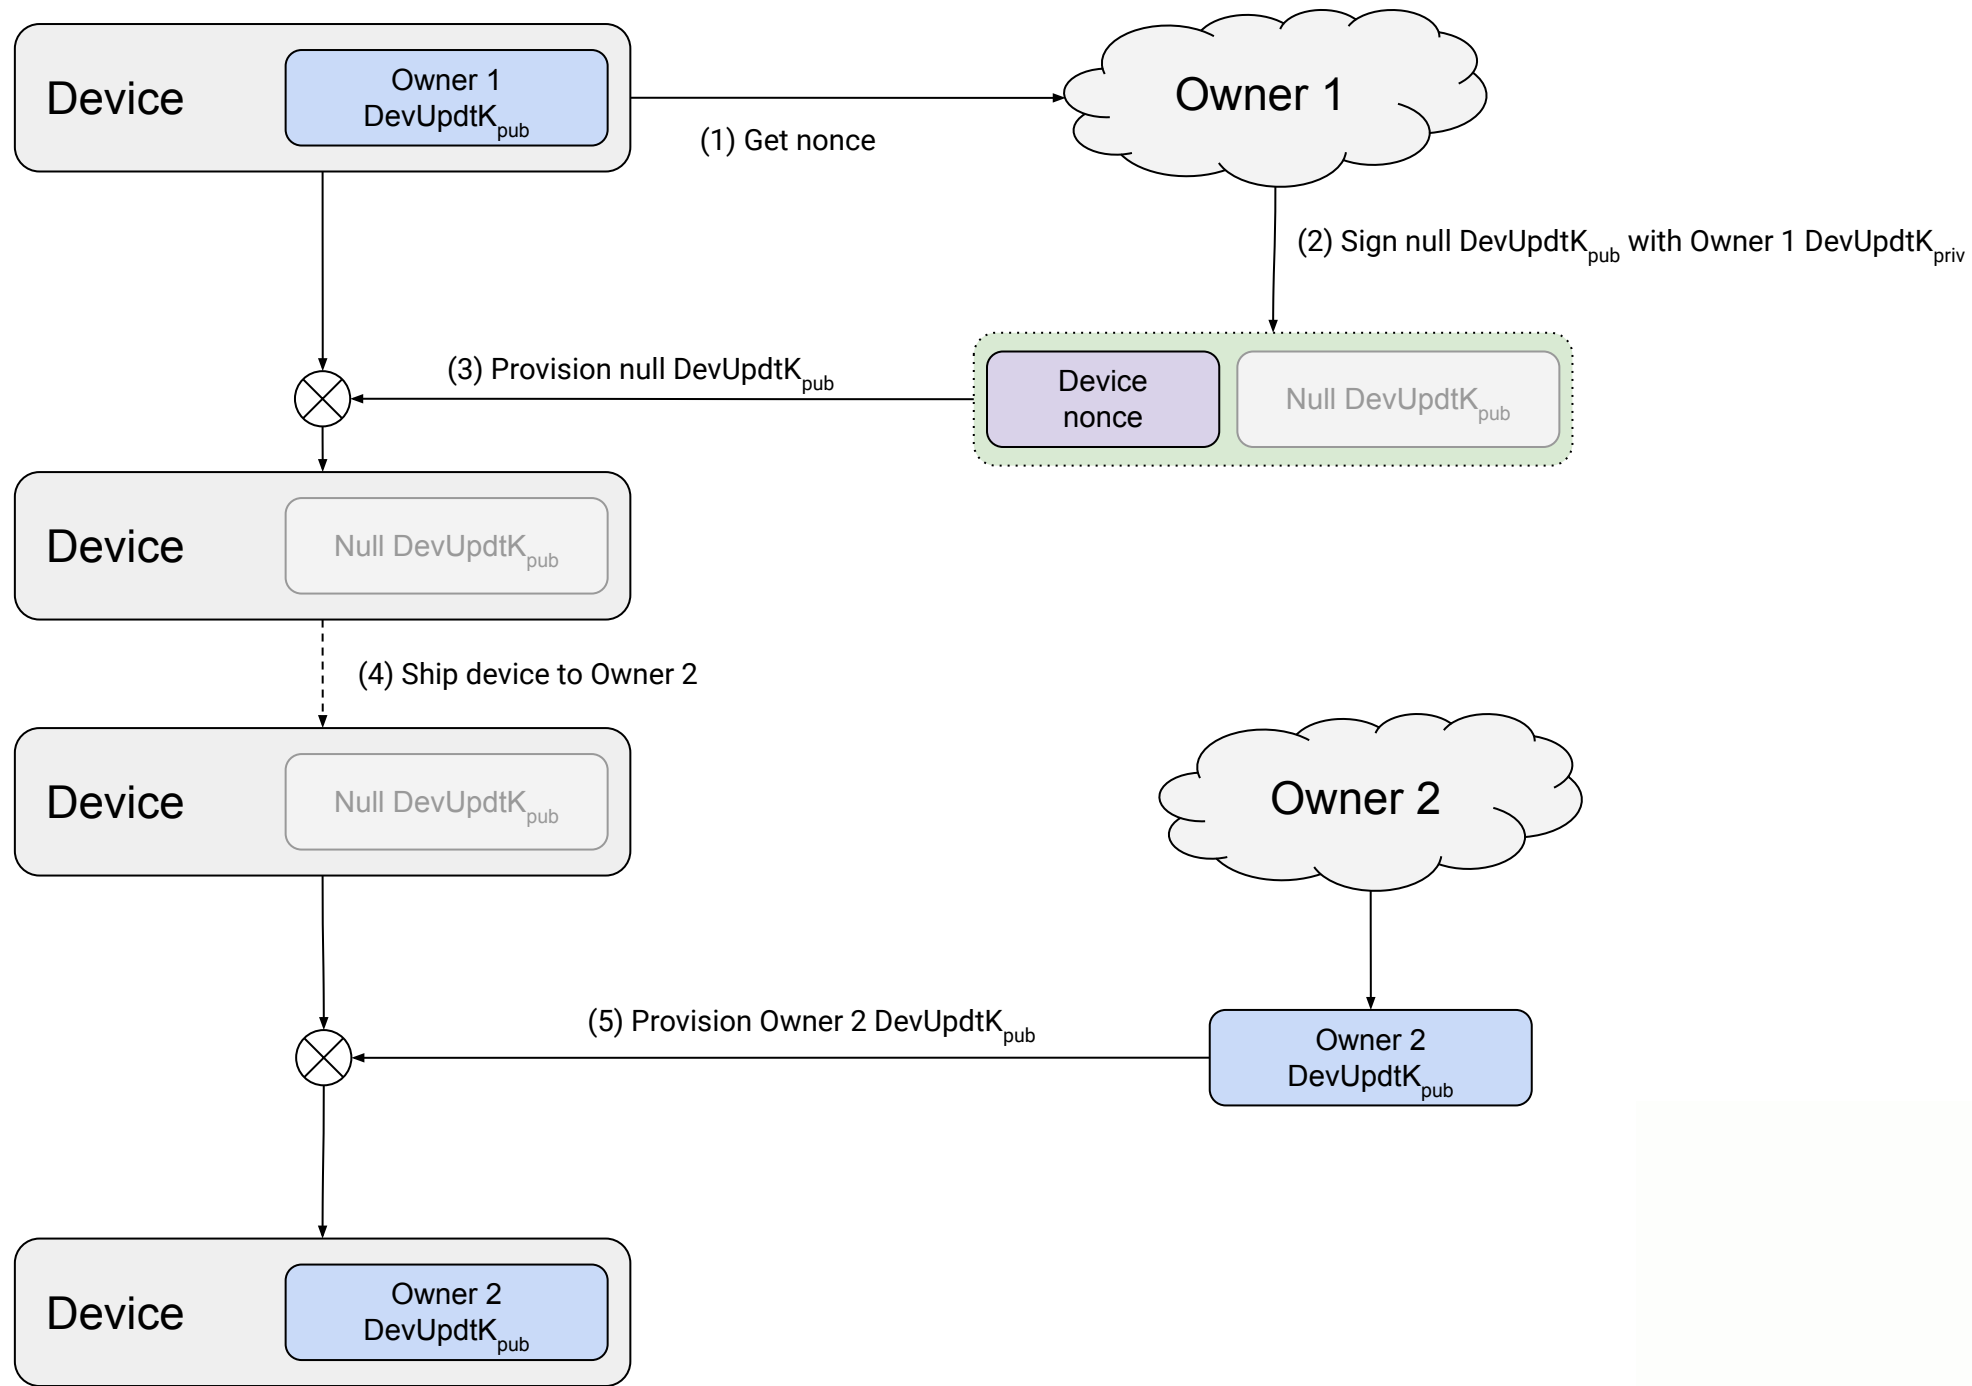 Device
Owner 1
DevUpdtKpub
(1) Get nonce
Owner 1
(2) Sign null DevUpdtKpub with Owner 1 DevUpdtKpriv
(3) Provision null DevUpdtKpub
Device
nonce
Null DevUpdtKpub
Device
Null DevUpdtKpub
(4) Ship device to Owner 2
Device
Null DevUpdtKpub
Owner 2
(5) Provision Owner 2 DevUpdtKpub
Owner 2
DevUpdtKpub
Device
Owner 2
DevUpdtKpub